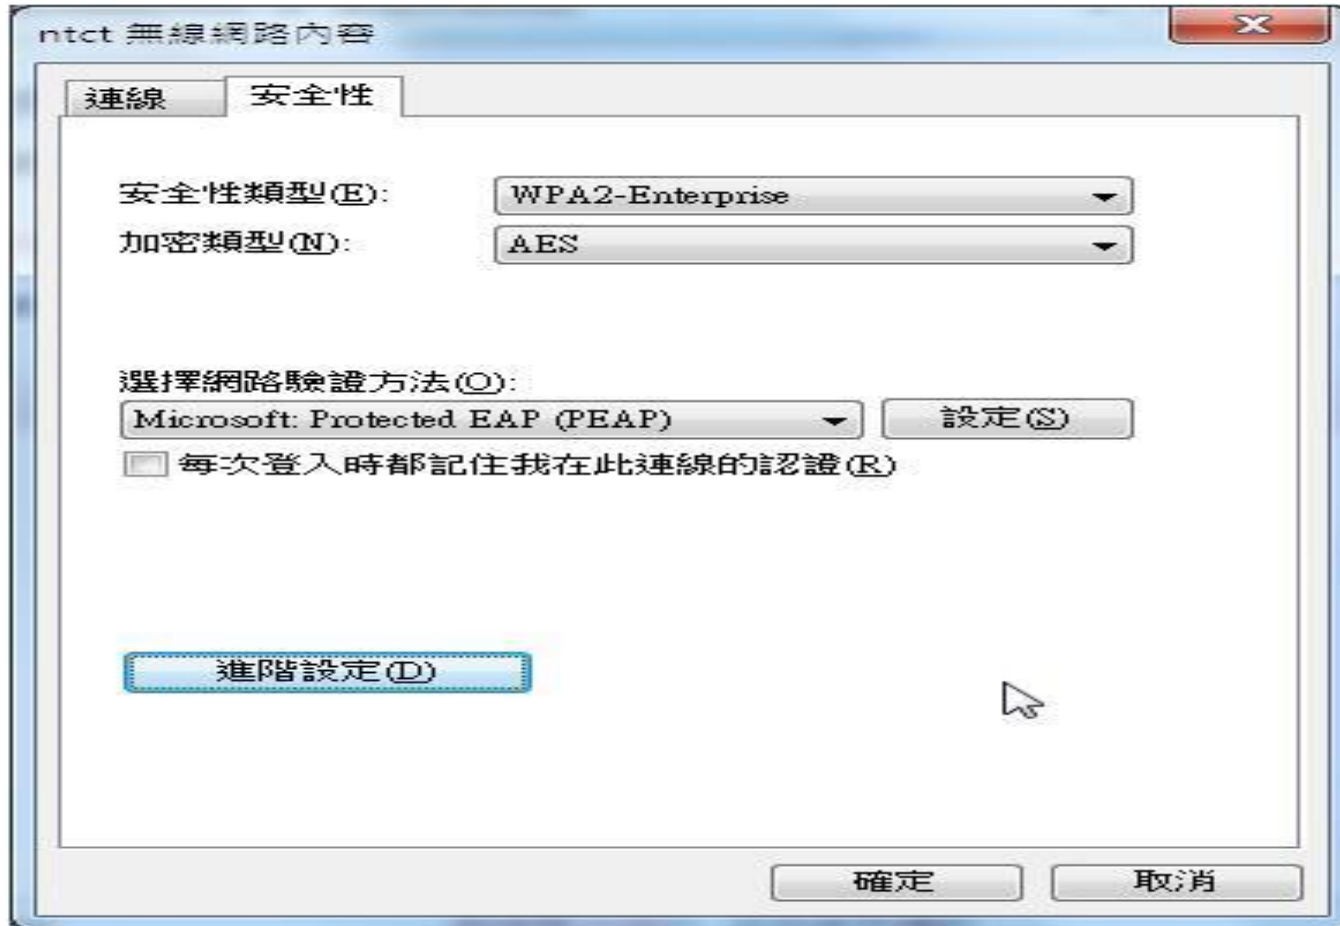 ntct 無線網路內容
連線 安全性
安全性類型(E): WPA2-Enterprise
加密類型(N): AES
選擇網路驗證方法(O):
Microsoft: Protected EAP (PEAP) 設定(S)
每次登入時都記住我在此連線的認證(R)
進階設定(D)
確定 取消